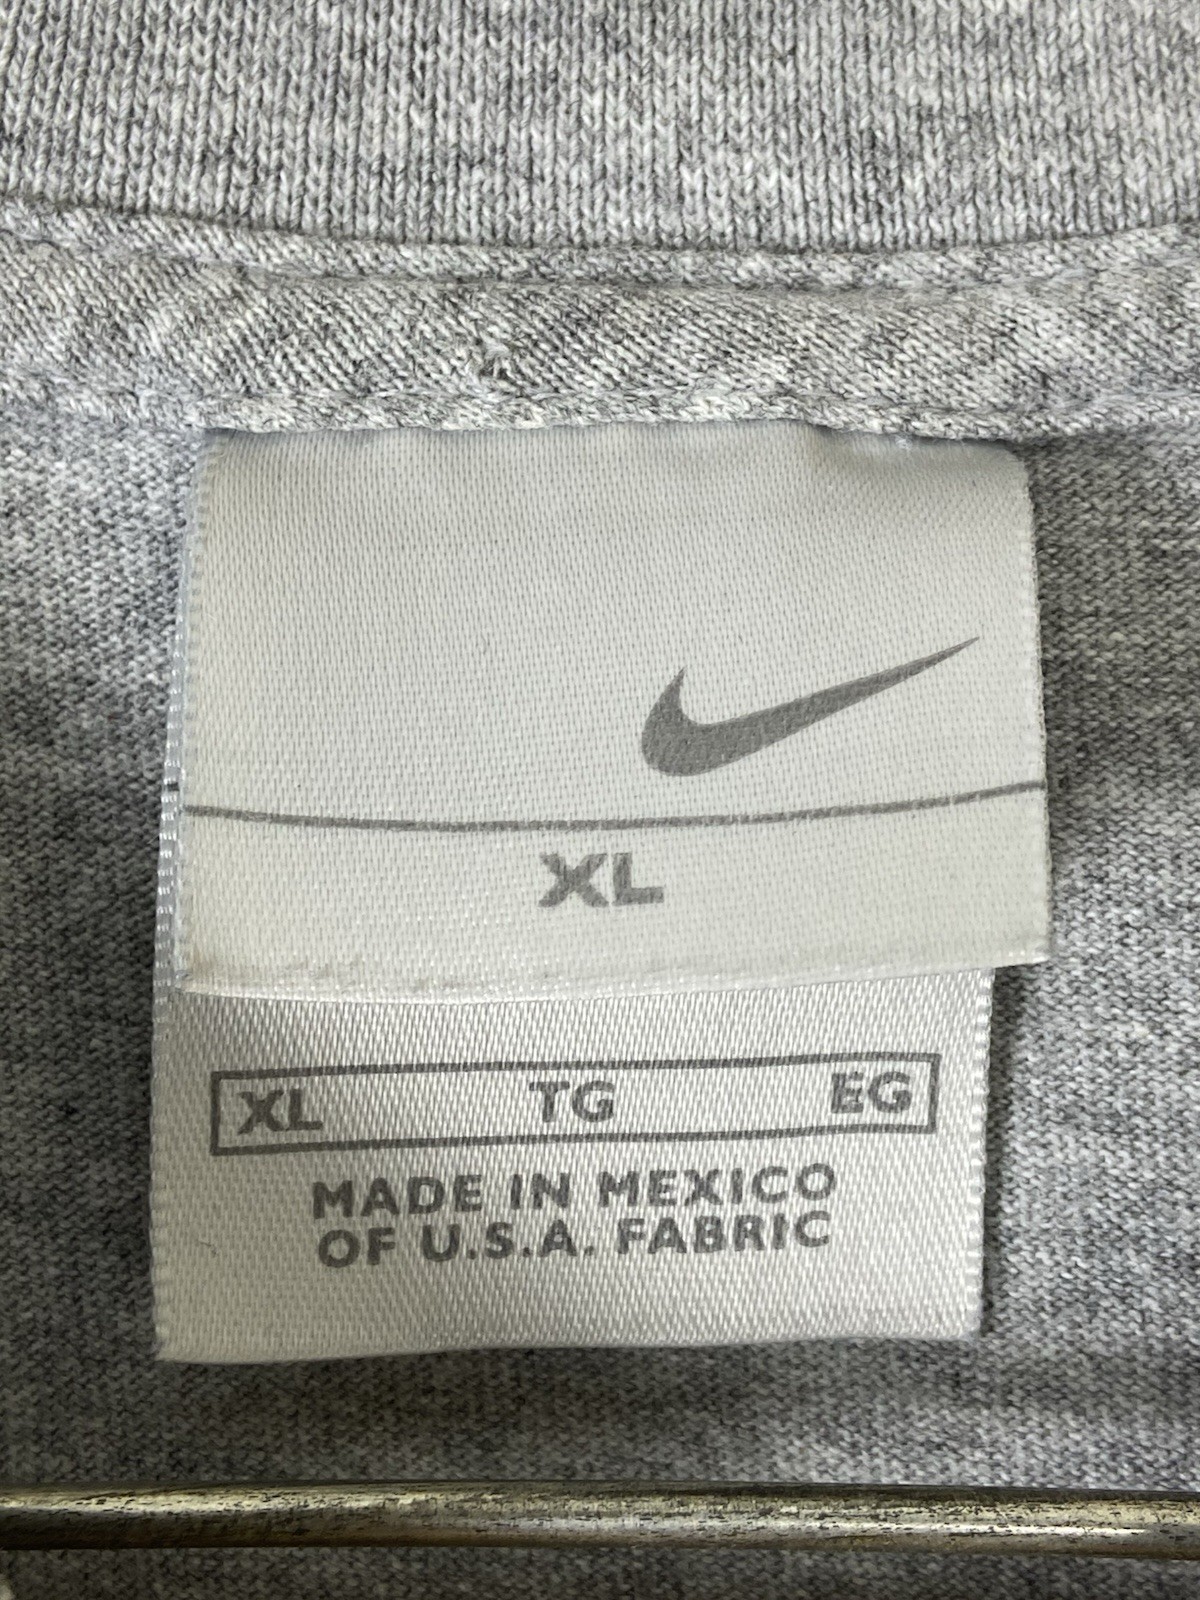 XL
XL TG EG
MADE IN MEXICO
OF U.S.A. FABRIC